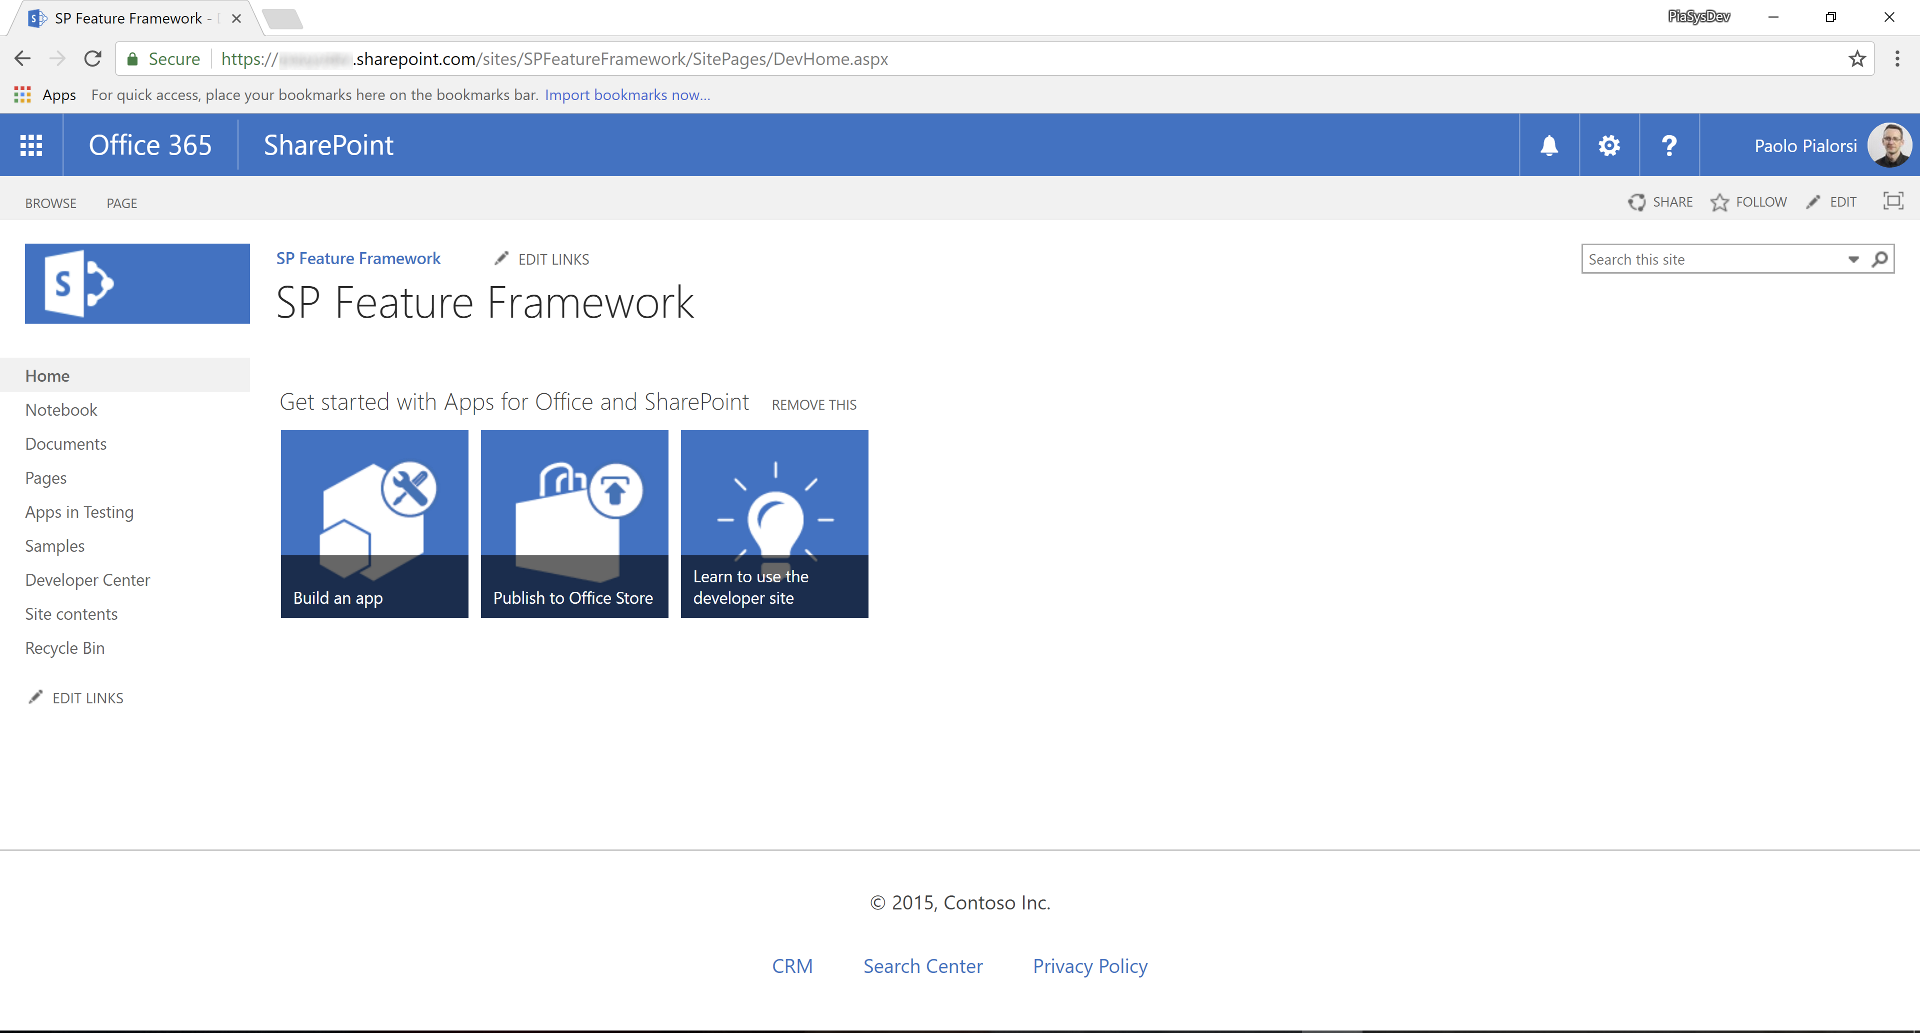 SP Feature Framework -
PiaSysDev
Secure https:// .sharepoint.com/sites/SPFeatureFramework/SitePages/DevHome.aspx
Apps For quick access, place your bookmarks here on the bookmarks bar. Import bookmarks now...
Office 365 SharePoint ? Paolo Pialorsi
BROWSE PAGE SHARE FOLLOW EDIT
S
SP Feature Framework EDIT LINKS
Search this site
SP Feature Framework
Home
Notebook
Documents
Pages
Apps in Testing
Samples
Developer Center
Site contents
Recycle Bin
EDIT LINKS
Get started with Apps for Office and SharePoint REMOVE THIS
Build an app
Publish to Office Store
Learn to use the
developer site
© 2015, Contoso Inc.
CRM Search Center Privacy Policy